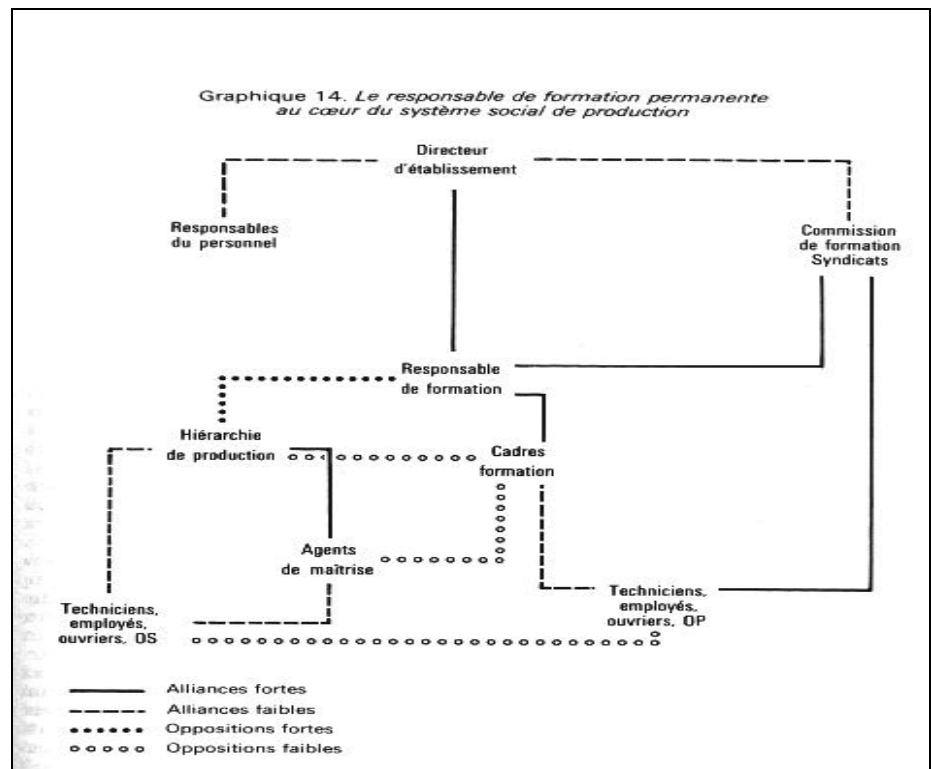 Graphique 14. Le responsable de formation permanente
au cœur du système social de production
Directeur
d'établissement
Responsables
du personnel
Commission
de formation
Syndicats
Responsable
de formation
Hiérarchie
de production
Cadres
formation
Agents
de maîtrise
Techniciens,
employés,
ouvriers, OS
Techniciens,
employés,
ouvriers, OP
Alliances fortes
Alliances faibles
Oppositions fortes
Oppositions faibles